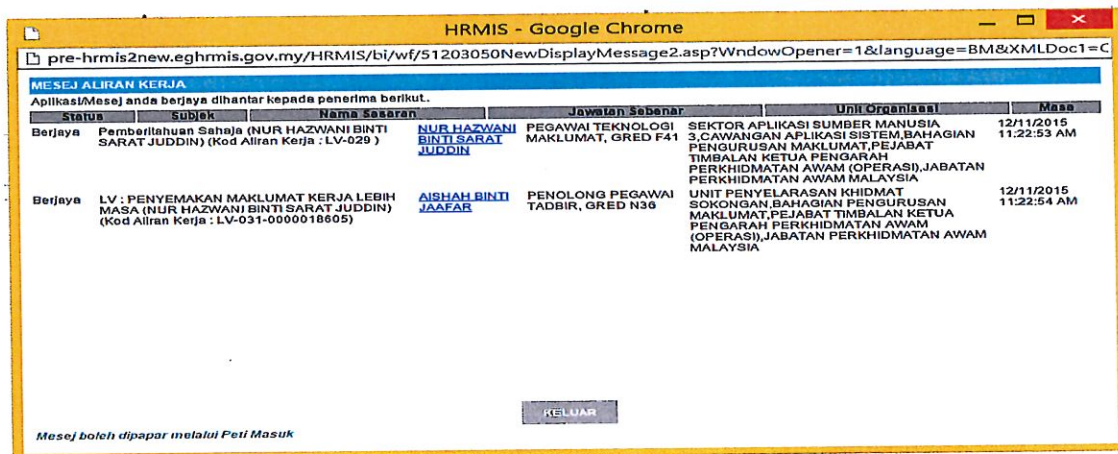 HRMIS - Google Chrome
pre-hrmis2new.eghrmis.gov.my/HRMIS/bi/wf/51203050NewDisplayMessage2.asp?WndowOpener=1&language=BM&XMLDoc1=C
MESEJ ALIRAN KERJA
Aplikasi/Mesej anda berjaya dihantar kepada penerima berikut.
Status Subjek Nama Sasaran Jawatan Sebenar Unit Organisasi Masa
Berjaya Pemberitahuan Sahaja (NUR HAZWANI BINTI NUR HAZWANI PEGAWAI TEKNOLOGI SEKTOR APLIKASI SUMBER MANUSIA 12/11/2015
SARAT JUDDIN) (Kod Aliran Kerja : LV-029 ) BINTI SARAT MAKLUMAT, GRED F41 3,CAWANGAN APLIKASI SISTEM,BAHAGIAN 11:22:53 AM
JUDDIN PENGURUSAN MAKLUMAT,PEJABAT
TIMBALAN KETUA PENGARAH
PERKHIDMATAN AWAM (OPERASI),JABATAN
PERKHIDMATAN AWAM MALAYSIA
Berjaya LV : PENYEMAKAN MAKLUMAT KERJA LEBIH AISHAH BINTI PENOLONG PEGAWAI UNIT PENYELARASAN KHIDMAT 12/11/2015
MASA (NUR HAZWANI BINTI SARAT JUDDIN) JAAFAR TADBIR, GRED N36 SOKONGAN,BAHAGIAN PENGURUSAN 11:22:54 AM
(Kod Aliran Kerja : LV-031-0000018605) MAKLUMAT,PEJABAT TIMBALAN KETUA
PENGARAH PERKHIDMATAN AWAM
(OPERASI),JABATAN PERKHIDMATAN AWAM
MALAYSIA
KELUAR
Mesej boleh dipapar melalui Peti Masuk